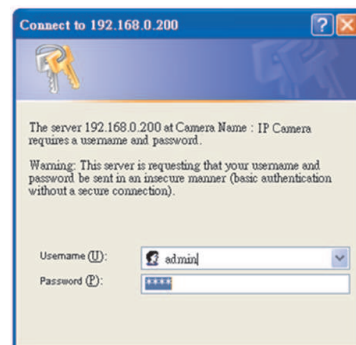 Connect to 192.168.0.200
The server 192.168.0.200 at Camera Name : IP Camera
requires a username and password.
Warning: This server is requesting that your username and
password be sent in an insecure manner (basic authentication
without a secure connection).
Username (U): admin
Password (P): ****